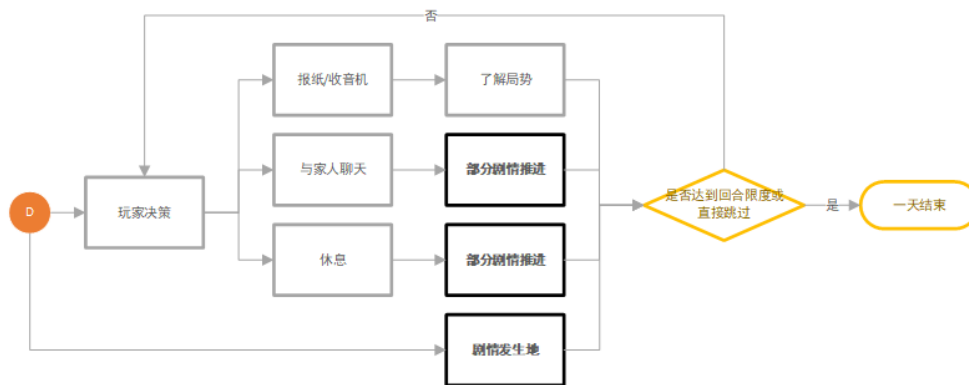 否
报纸/收音机
了解局势
与家人聊天
部分剧情推进
D
玩家决策
是否达到回合限度或
直接跳过
是
一天结束
休息
部分剧情推进
剧情发生地